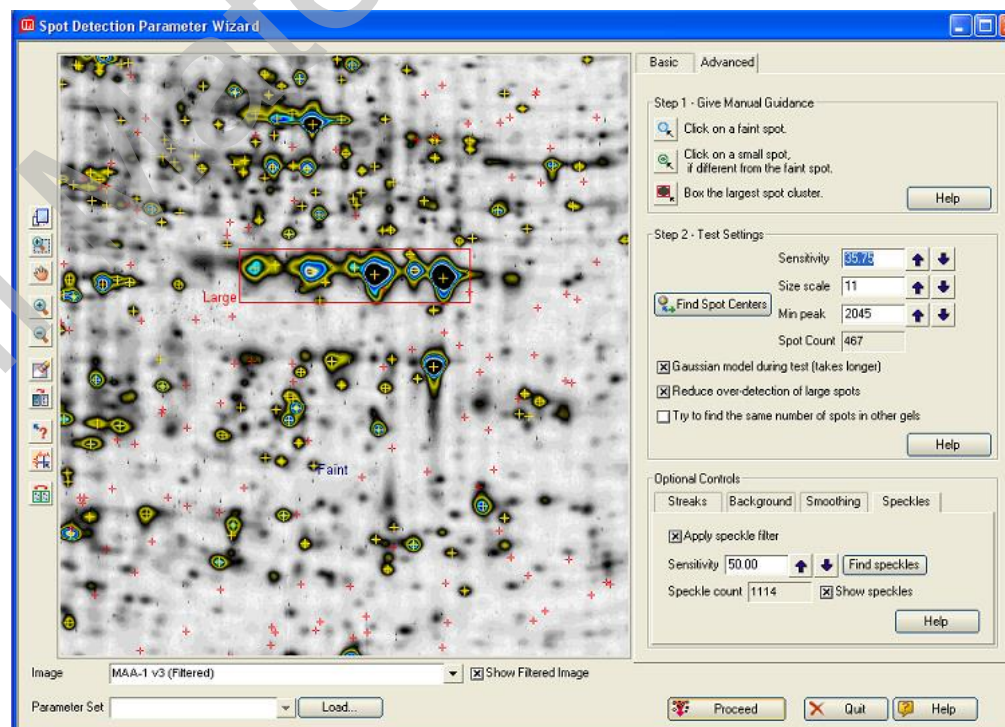 Spot Detection Parameter Wizard
Basic Advanced
Step 1 - Give Manual Guidance
Click on a faint spot.
Click on a small spot,
if different from the faint spot.
Box the largest spot cluster.
Help
Step 2 - Test Settings
Sensitivity 35.75
Size scale 11
Find Spot Centers
Min peak 2045
Spot Count 467
Gaussian model during test (takes longer)
Reduce over-detection of large spots
Try to find the same number of spots in other gels
Help
Large
Faint
Optional Controls
Streaks Background Smoothing Speckles
Apply speckle filter
Sensitivity 50.00 Find speckles
Speckle count 1114 Show speckles
Help
Image MAA-1 v3 (Filtered) Show Filtered Image
Parameter Set Load... Proceed Quit Help